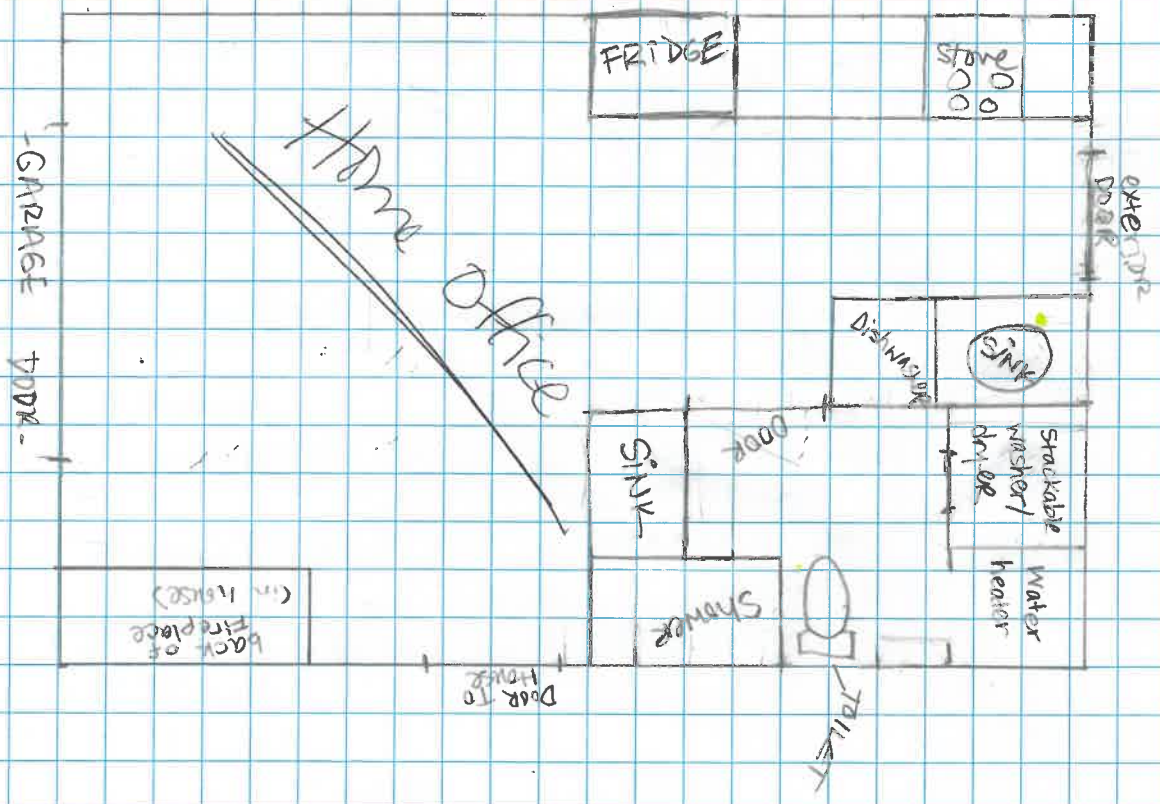 FRIDGE
stove
exteriOR
DOOR
-GARAGE DOOR-
Home Office
Dishwasher
SiNK
DOOR
SiNK
Stackable
washer/
dryer
Water
heater
Shower
back of
Fireplace
(in house)
DOOR TO
House
-TOILET